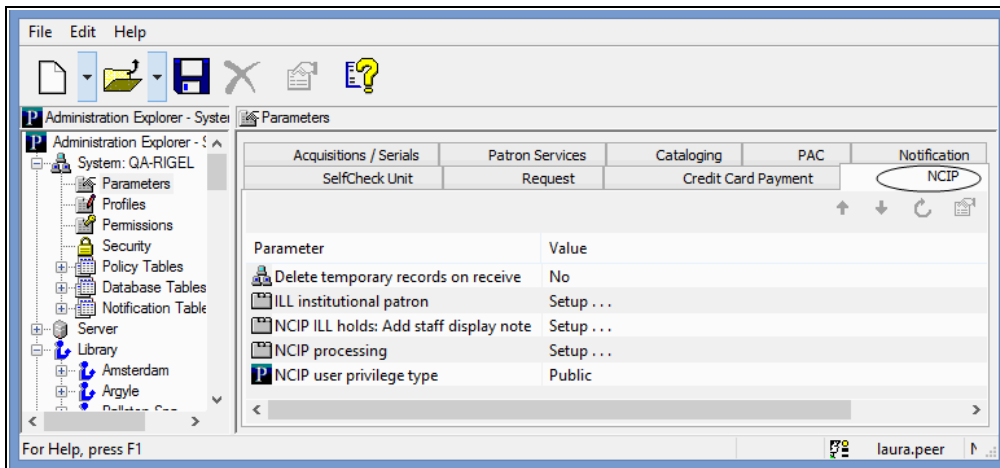 File Edit Help
Administration Explorer - Syster
Parameters
Administration Explorer - S
System: QA-RIGEL
Parameters
Profiles
Permissions
Security
Policy Tables
Database Tables
Notification Table
Server
Library
Amsterdam
Argyle
Acquisitions / Serials Patron Services Cataloging PAC Notification
SelfCheck Unit Request Credit Card Payment NCIP
Parameter Value
Delete temporary records on receive No
ILL institutional patron Setup . . .
NCIP ILL holds: Add staff display note Setup . . .
NCIP processing Setup . . .
NCIP user privilege type Public
For Help, press F1
laura.peer